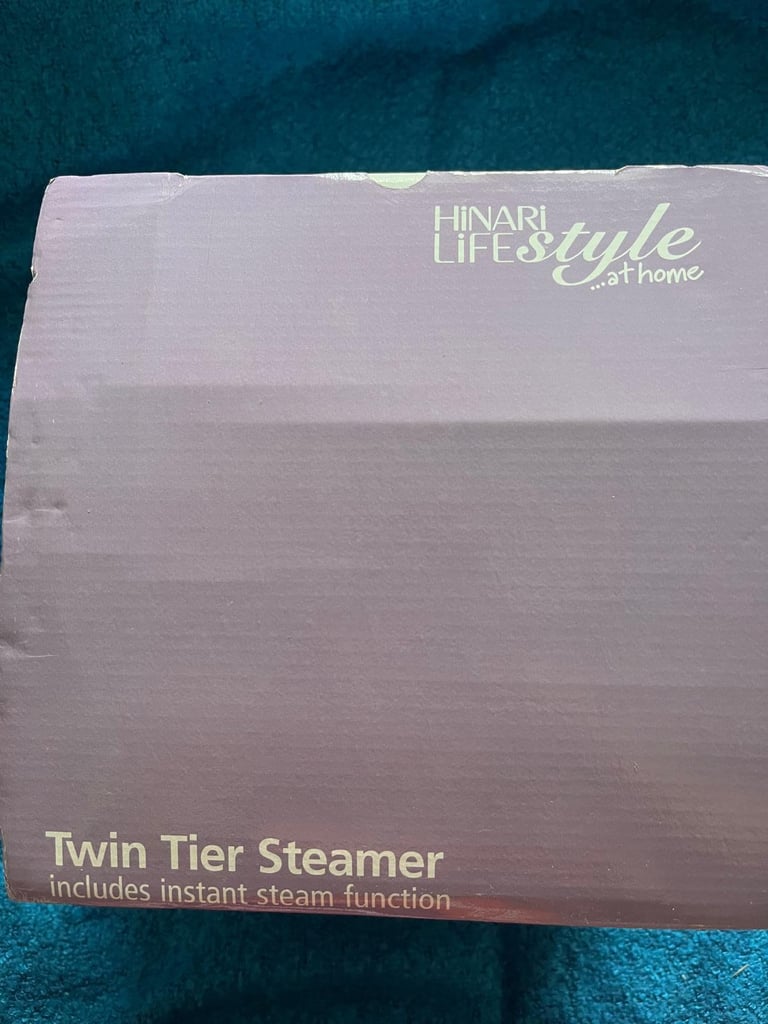 HiNARi
LiFEstyle
...at home
Twin Tier Steamer
includes instant steam function